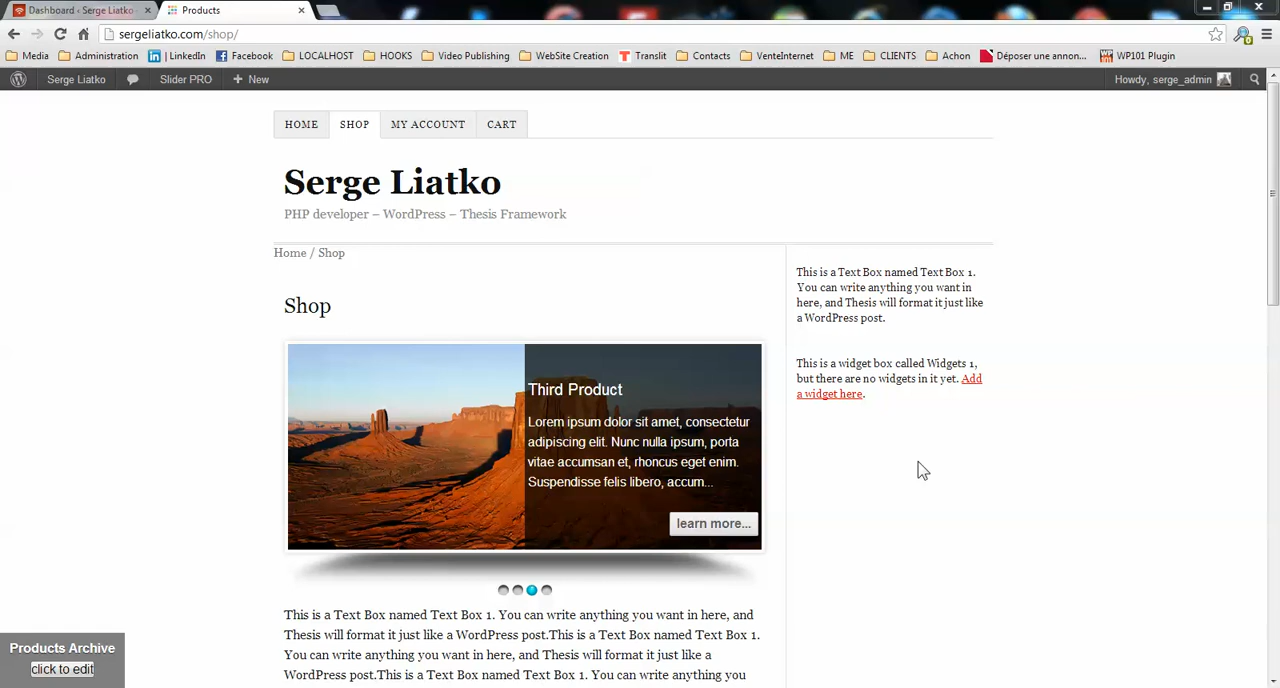 Dashboard ‹ Serge Liatko
Products
sergeliatko.com/shop/
Media
Administration
LinkedIn
Facebook
LOCALHOST
HOOKS
Video Publishing
WebSite Creation
Translit
Contacts
VenteInternet
ME
CLIENTS
Achon
Déposer une annon...
WP101 Plugin
Serge Liatko
Slider PRO
+ New
Howdy, serge_admin
HOME
SHOP
MY ACCOUNT
CART
Serge Liatko
PHP developer – WordPress – Thesis Framework
Home / Shop
Shop
Third Product
Lorem ipsum dolor sit amet, consectetur
adipiscing elit. Nunc nulla ipsum, porta
vitae accumsan et, rhoncus eget enim.
Suspendisse felis libero, accum...
learn more...
This is a Text Box named Text Box 1. You can write anything you want in here, and
Thesis will format it just like a WordPress post.This is a Text Box named Text Box 1.
You can write anything you want in here, and Thesis will format it just like a
WordPress post.This is a Text Box named Text Box 1. You can write anything you
This is a Text Box named Text Box 1.
You can write anything you want in
here, and Thesis will format it just like
a WordPress post.
This is a widget box called Widgets 1,
but there are no widgets in it yet. Add
a widget here.
Products Archive
click to edit